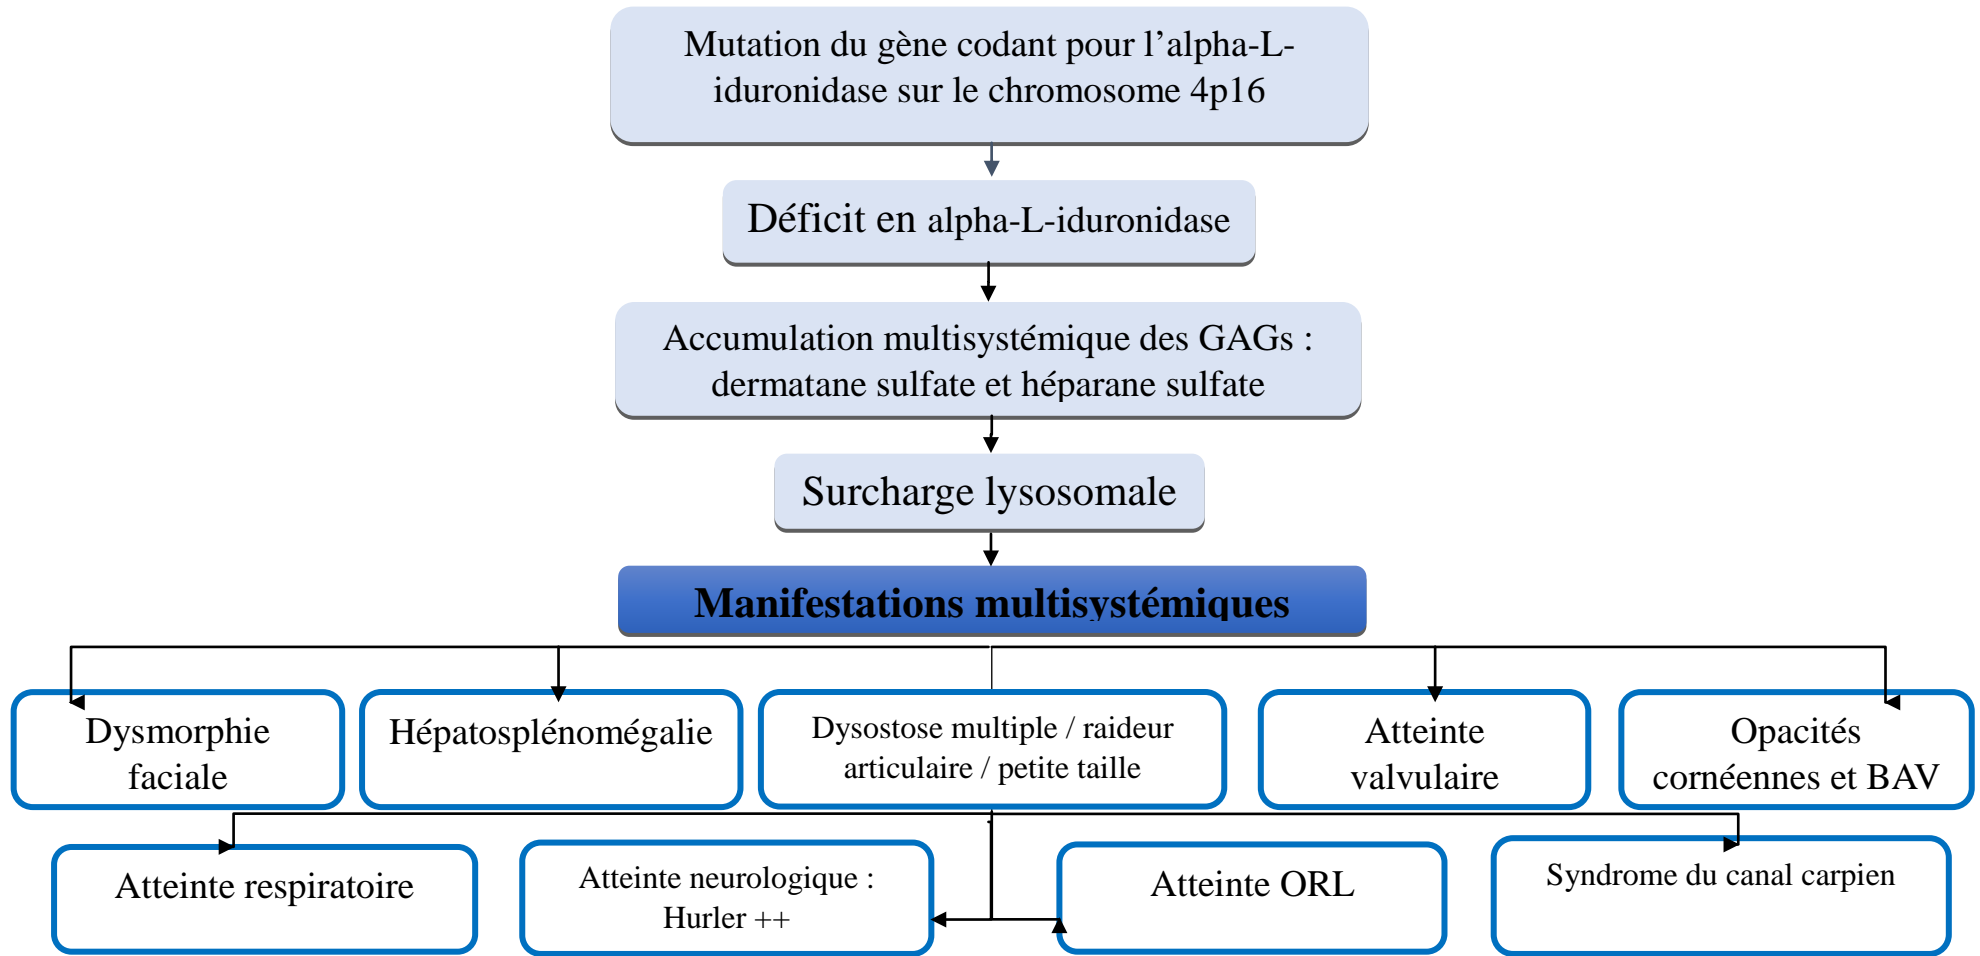 Mutation du gène codant pour l’alpha-L-
iduronidase sur le chromosome 4p16
Déficit en alpha-L-iduronidase
Accumulation multisystémique des GAGs :
dermatane sulfate et héparane sulfate
Surcharge lysosomale
Manifestations multisystémiques
Dysmorphie
faciale
Hépatosplénomégalie
Dysostose multiple / raideur
articulaire / petite taille
Atteinte
valvulaire
Opacités
cornéennes et BAV
Atteinte respiratoire
Atteinte neurologique :
Hurler ++
Atteinte ORL
Syndrome du canal carpien